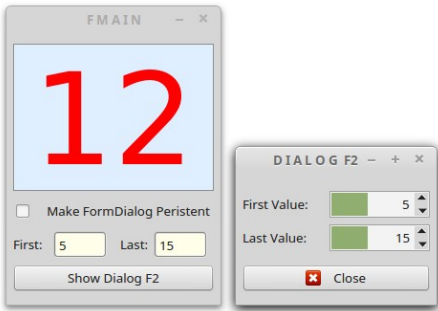 FMAIN
12
Make FormDialog Peristent
First: 5 Last: 15
Show Dialog F2
DIALOG F2
First Value: 5
Last Value: 15
Close